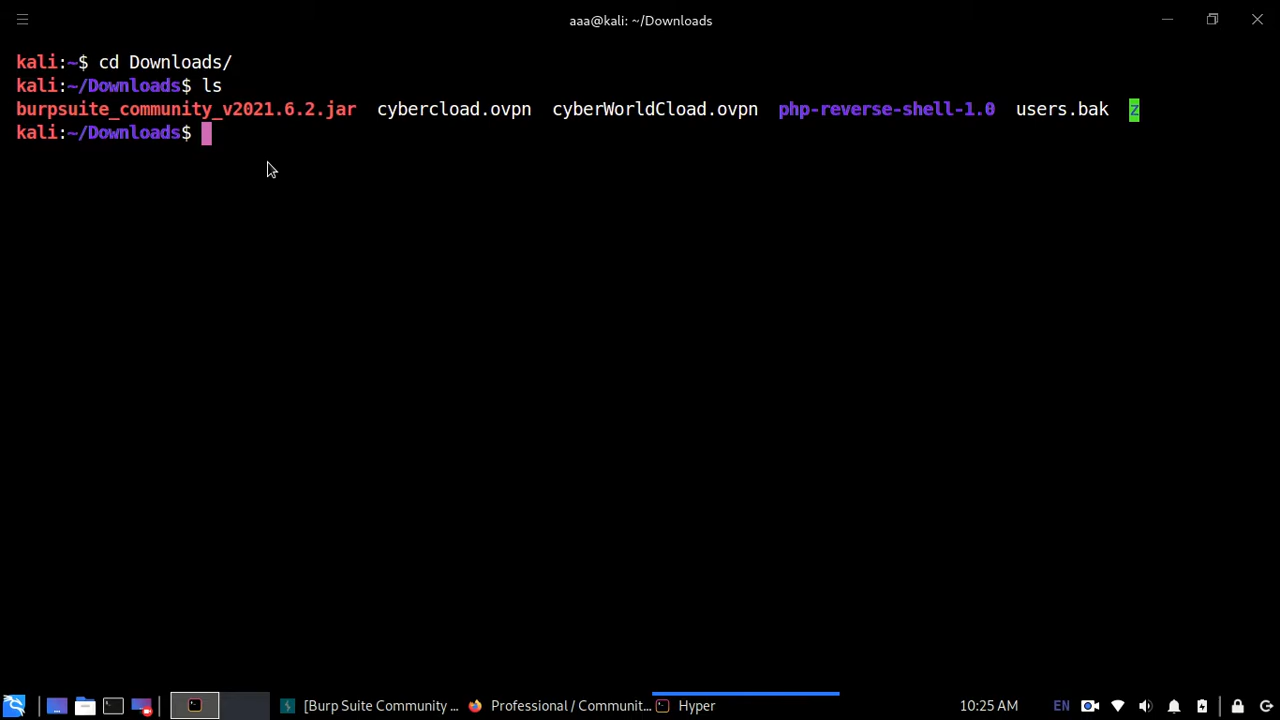 aaa@kali: ~/Downloads
kali:~$ cd Downloads/
kali:~/Downloads$ ls
burpsuite_community_v2021.6.2.jar  cybercload.ovpn  cyberWorldCload.ovpn  php-reverse-shell-1.0  users.bak  z
kali:~/Downloads$
[Burp Suite Community ... Professional / Communit... Hyper 10:25 AM EN